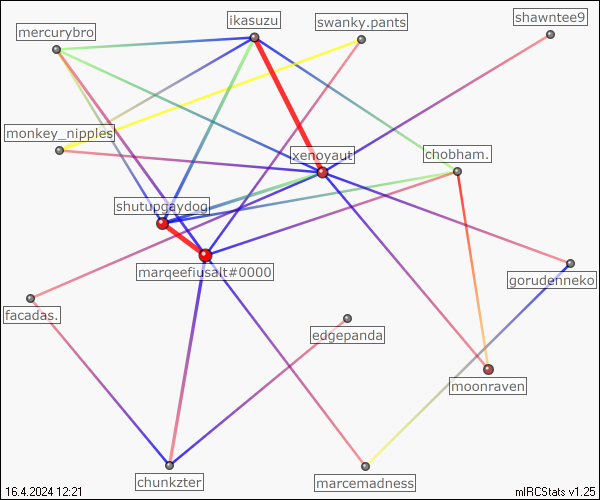 ikasuzu
shawntee9
swanky.pants
mercurybro
monkey_nipples
xenoyaut
chobham.
shutupgaydog
marqeefiusalt#0000
gorudenneko
facadas.
edgepanda
moonraven
chunkzter
marcemadness
16.4.2024 12:21
mIRCStats v1.25